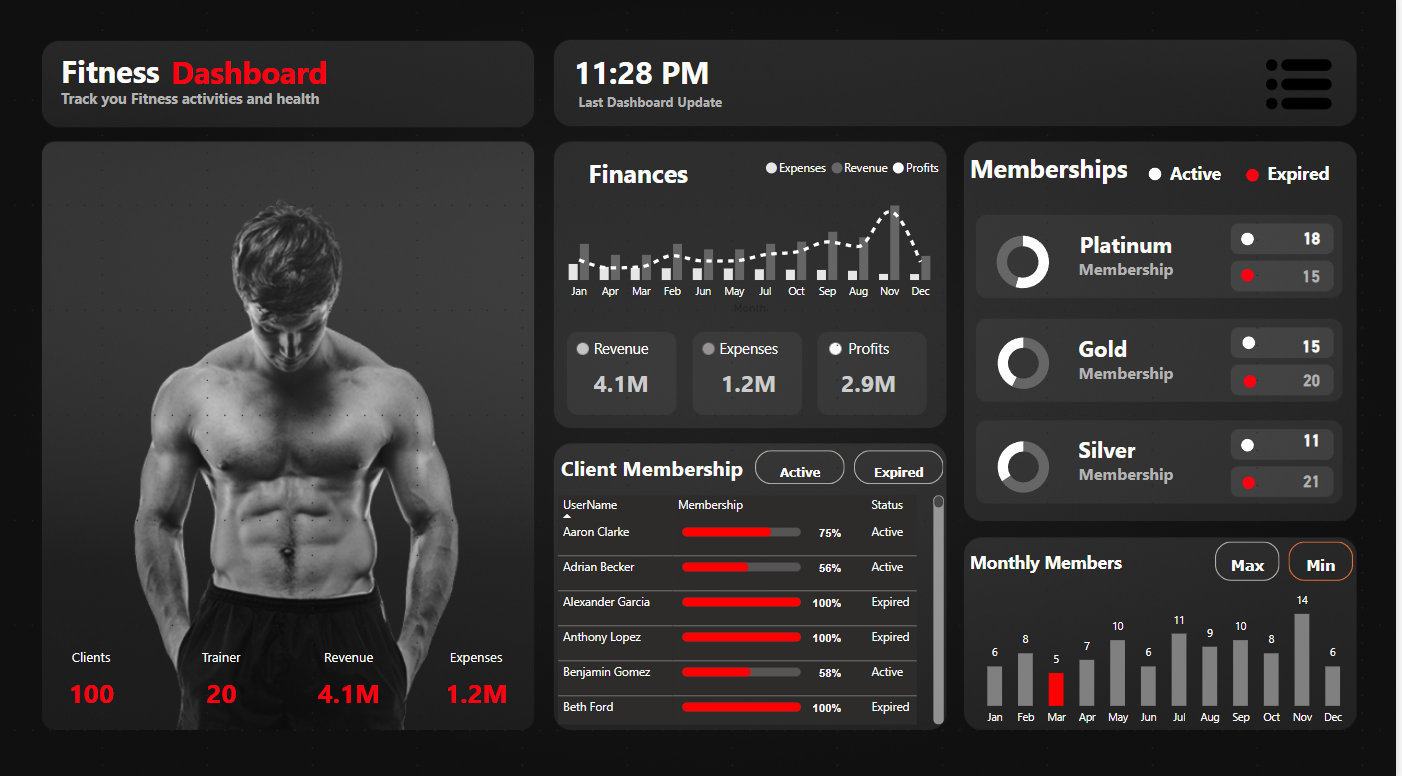 Fitness Dashboard
Track you Fitness activities and health
11:28 PM
Last Dashboard Update
Clients Trainer Revenue Expenses
100 20 4.1M 1.2M
Finances
Expenses Revenue Profits
Jan Apr Mar Feb Jun May Jul Oct Sep Aug Nov Dec
Month
Revenue Expenses Profits
4.1M 1.2M 2.9M
Client Membership Active Expired
UserName Membership Status
Aaron Clarke 75% Active
Adrian Becker 56% Active
Alexander Garcia 100% Expired
Anthony Lopez 100% Expired
Benjamin Gomez 58% Active
Beth Ford 100% Expired
Memberships Active Expired
Platinum
Membership
18
15
Gold
Membership
15
20
Silver
Membership
11
21
Monthly Members Max Min
6 8 5 7 10 6 11 9 10 8 14 6
Jan Feb Mar Apr May Jun Jul Aug Sep Oct Nov Dec